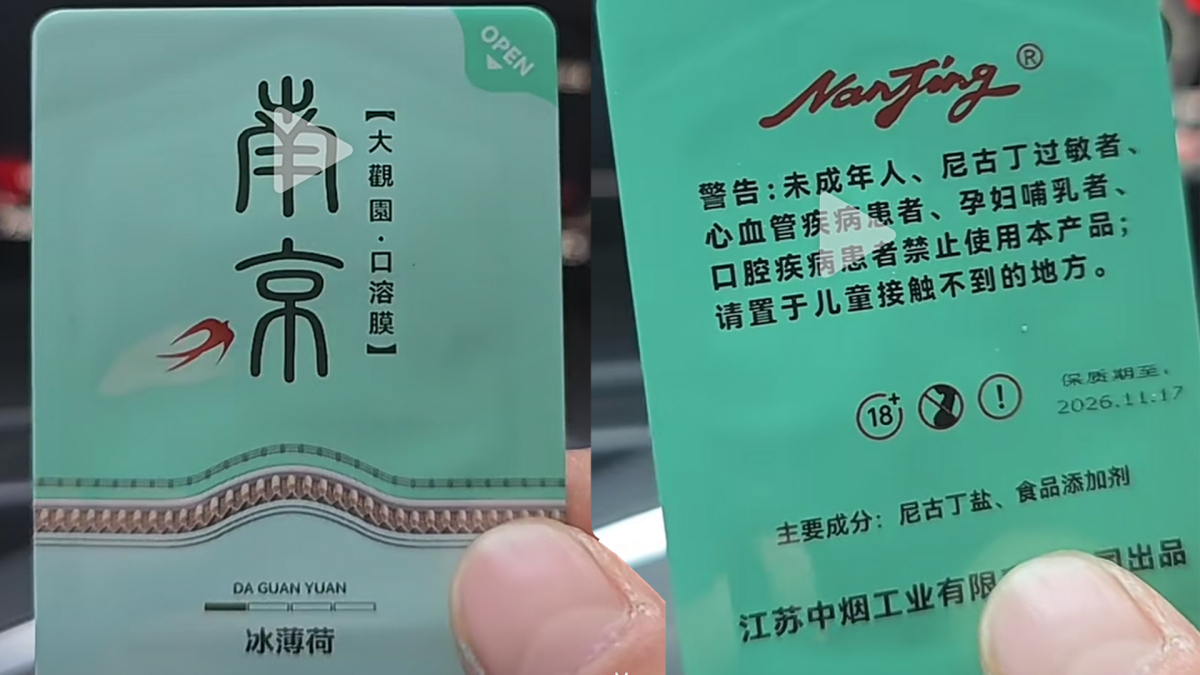 OPEN
南京
【大觀園·口溶膜】
DA GUAN YUAN
冰薄荷
NanJing®
警告:未成年人、尼古丁过敏者、
心血管疾病患者、孕妇哺乳者、
口腔疾病患者禁止使用本产品;
请置于儿童接触不到的地方。
18+
!
保质期至:
2026.11.17
主要成分:尼古丁盐、食品添加剂
江苏中烟工业有限 司出品